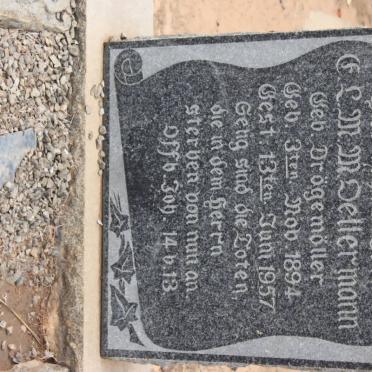 E. L. M. M. Dellermann
Geb Drögemöller
Geb. 3ten Nov 1894
Gest. 13ten Juni 1957
Selig sind die Toten,
die in dem Herrn
sterben von nun an.
Offb Joh 14 v. 13